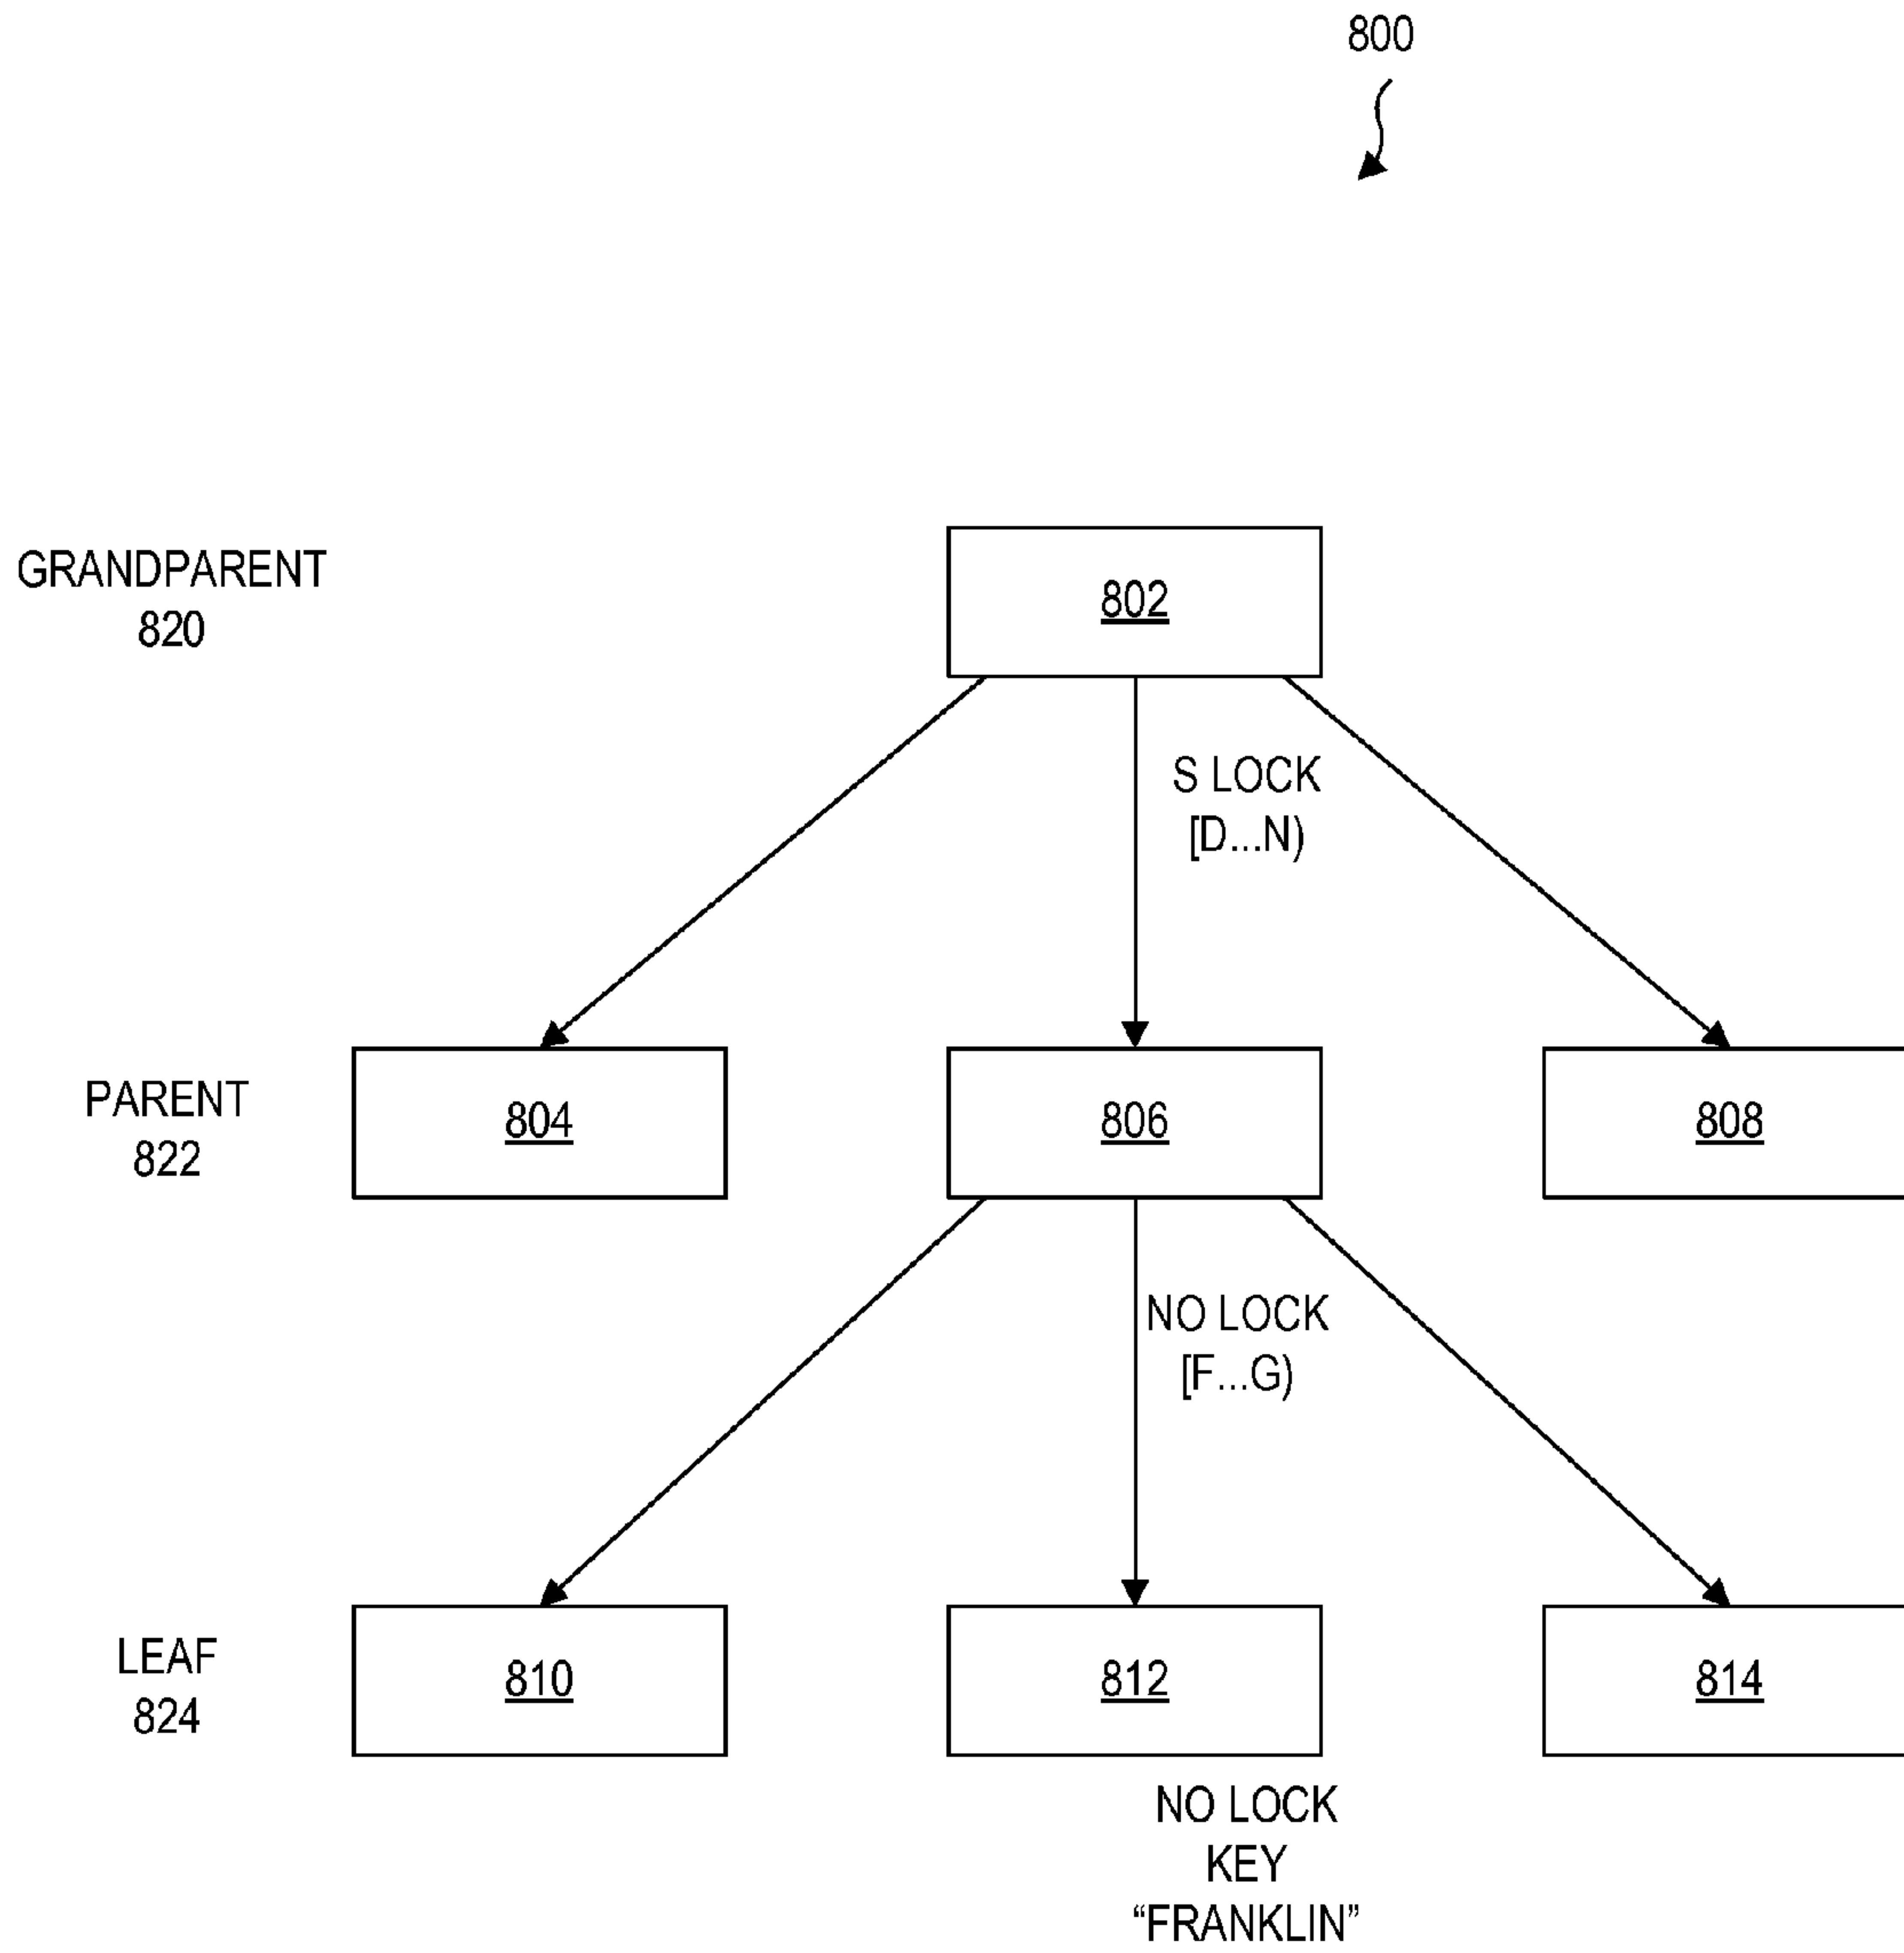 800
GRANDPARENT
820
802
S LOCK
[D...N)
PARENT
822
804
806
808
NO LOCK
[F...G)
LEAF
824
810
812
814
NO LOCK
KEY
“FRANKLIN”